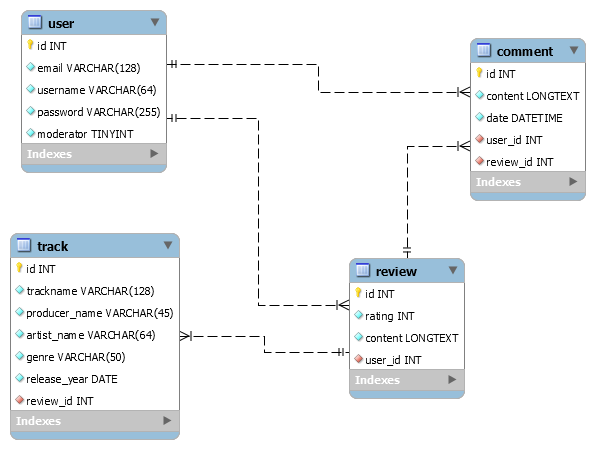 user
id INT
email VARCHAR(128)
username VARCHAR(64)
password VARCHAR(255)
moderator TINYINT
Indexes
comment
id INT
content LONGTEXT
date DATETIME
user_id INT
review_id INT
Indexes
track
id INT
trackname VARCHAR(128)
producer_name VARCHAR(45)
artist_name VARCHAR(64)
genre VARCHAR(50)
release_year DATE
review_id INT
Indexes
review
id INT
rating INT
content LONGTEXT
user_id INT
Indexes